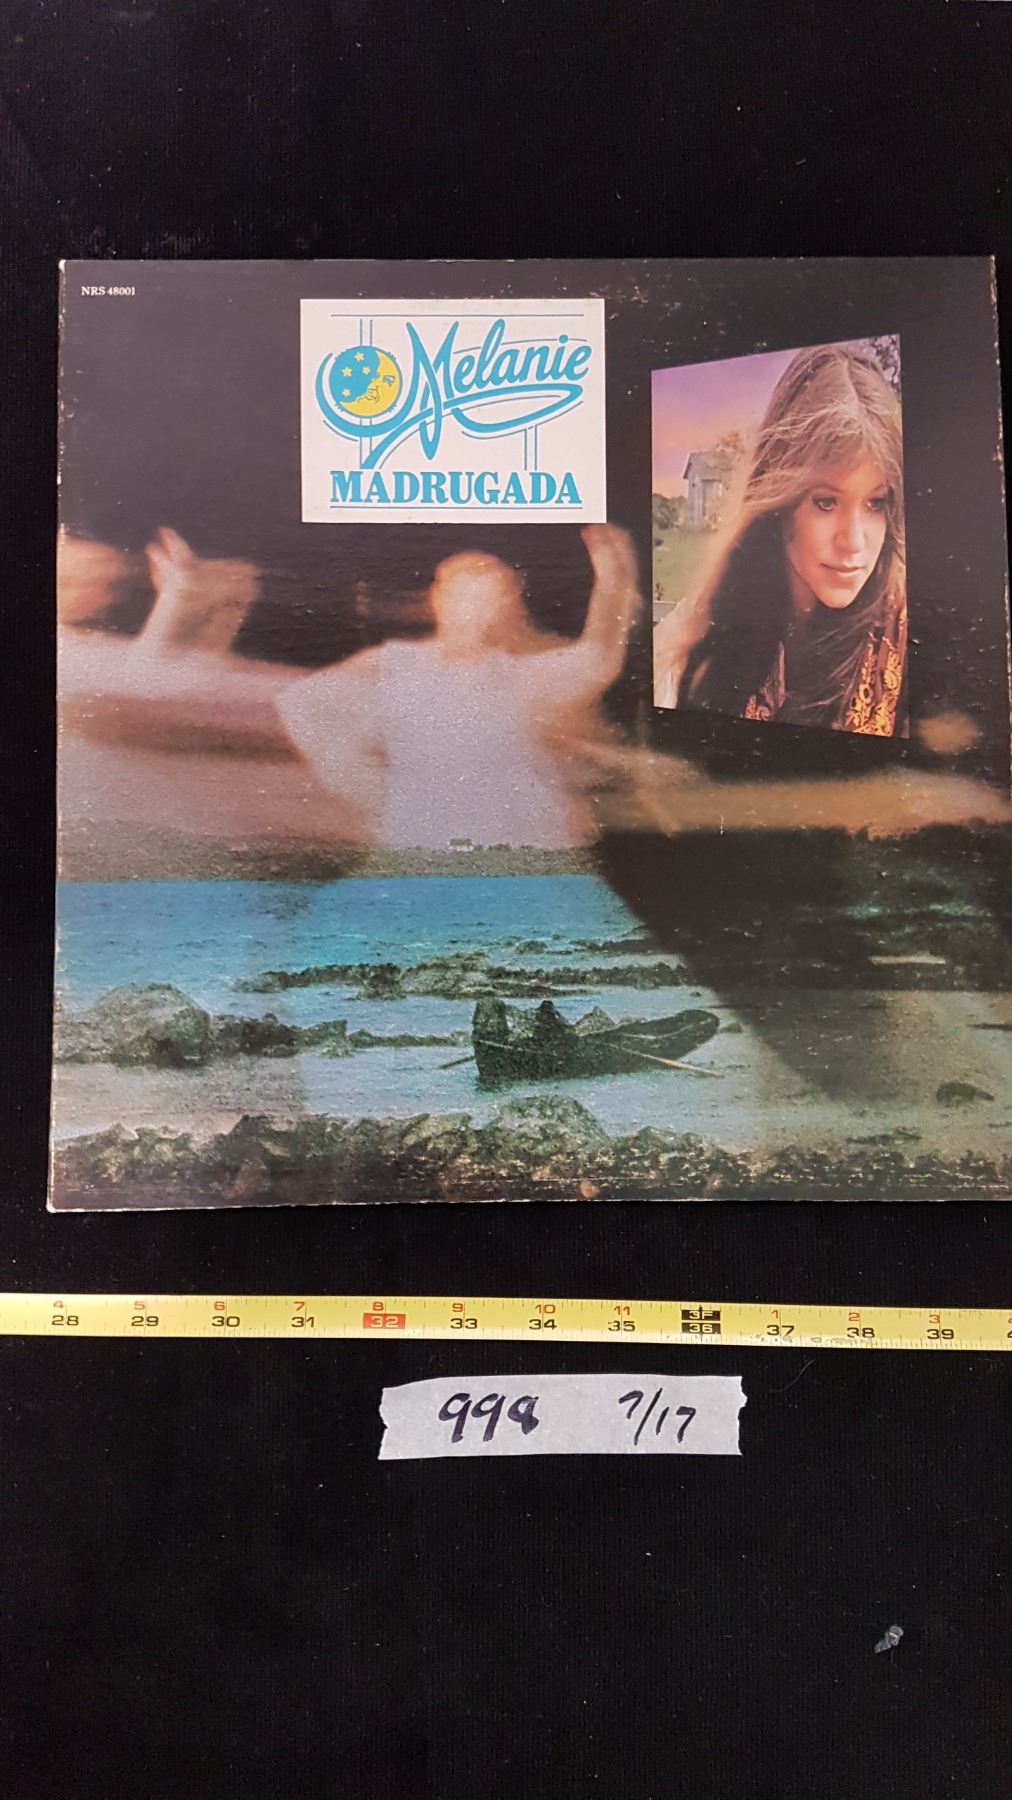 NRS 48001
Melanie
MADRUGADA
4 5 6 7 8 9 10 11 3F 1 2 3
28 29 30 31 32 33 34 35 36 37 38 39
998 7/17